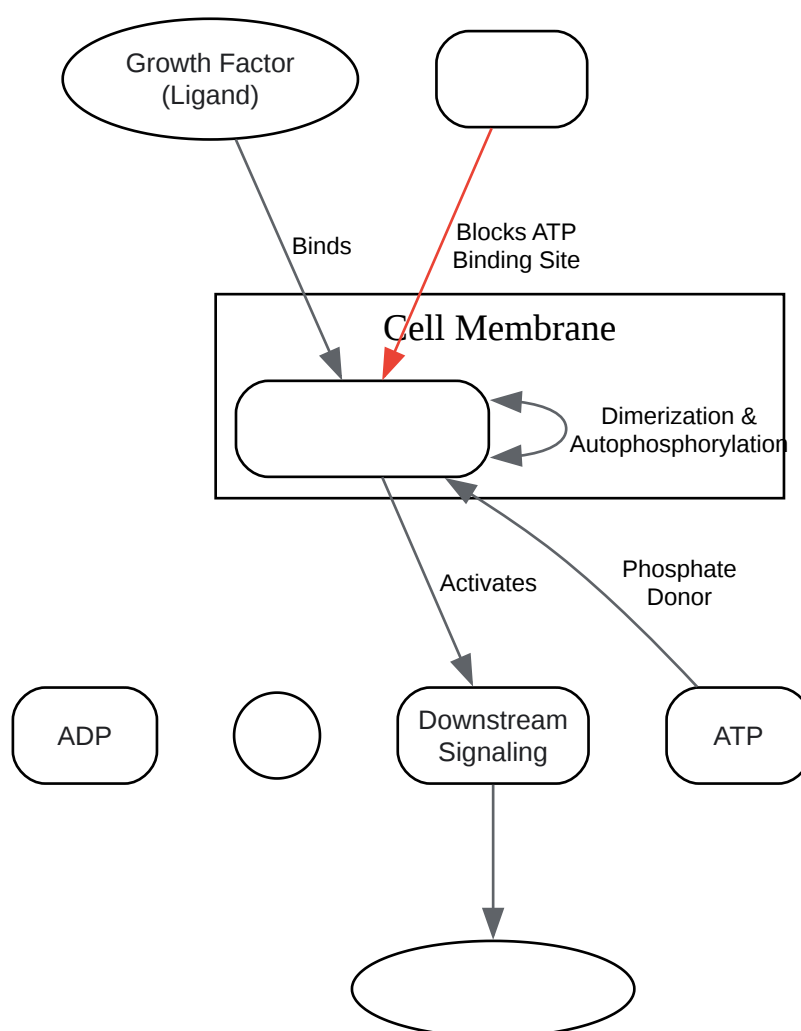 Growth Factor
(Ligand)
Binds
Blocks ATP
Binding Site
Cell Membrane
Dimerization &
Autophosphorylation
Activates
Phosphate
Donor
ADP
Downstream
Signaling
ATP